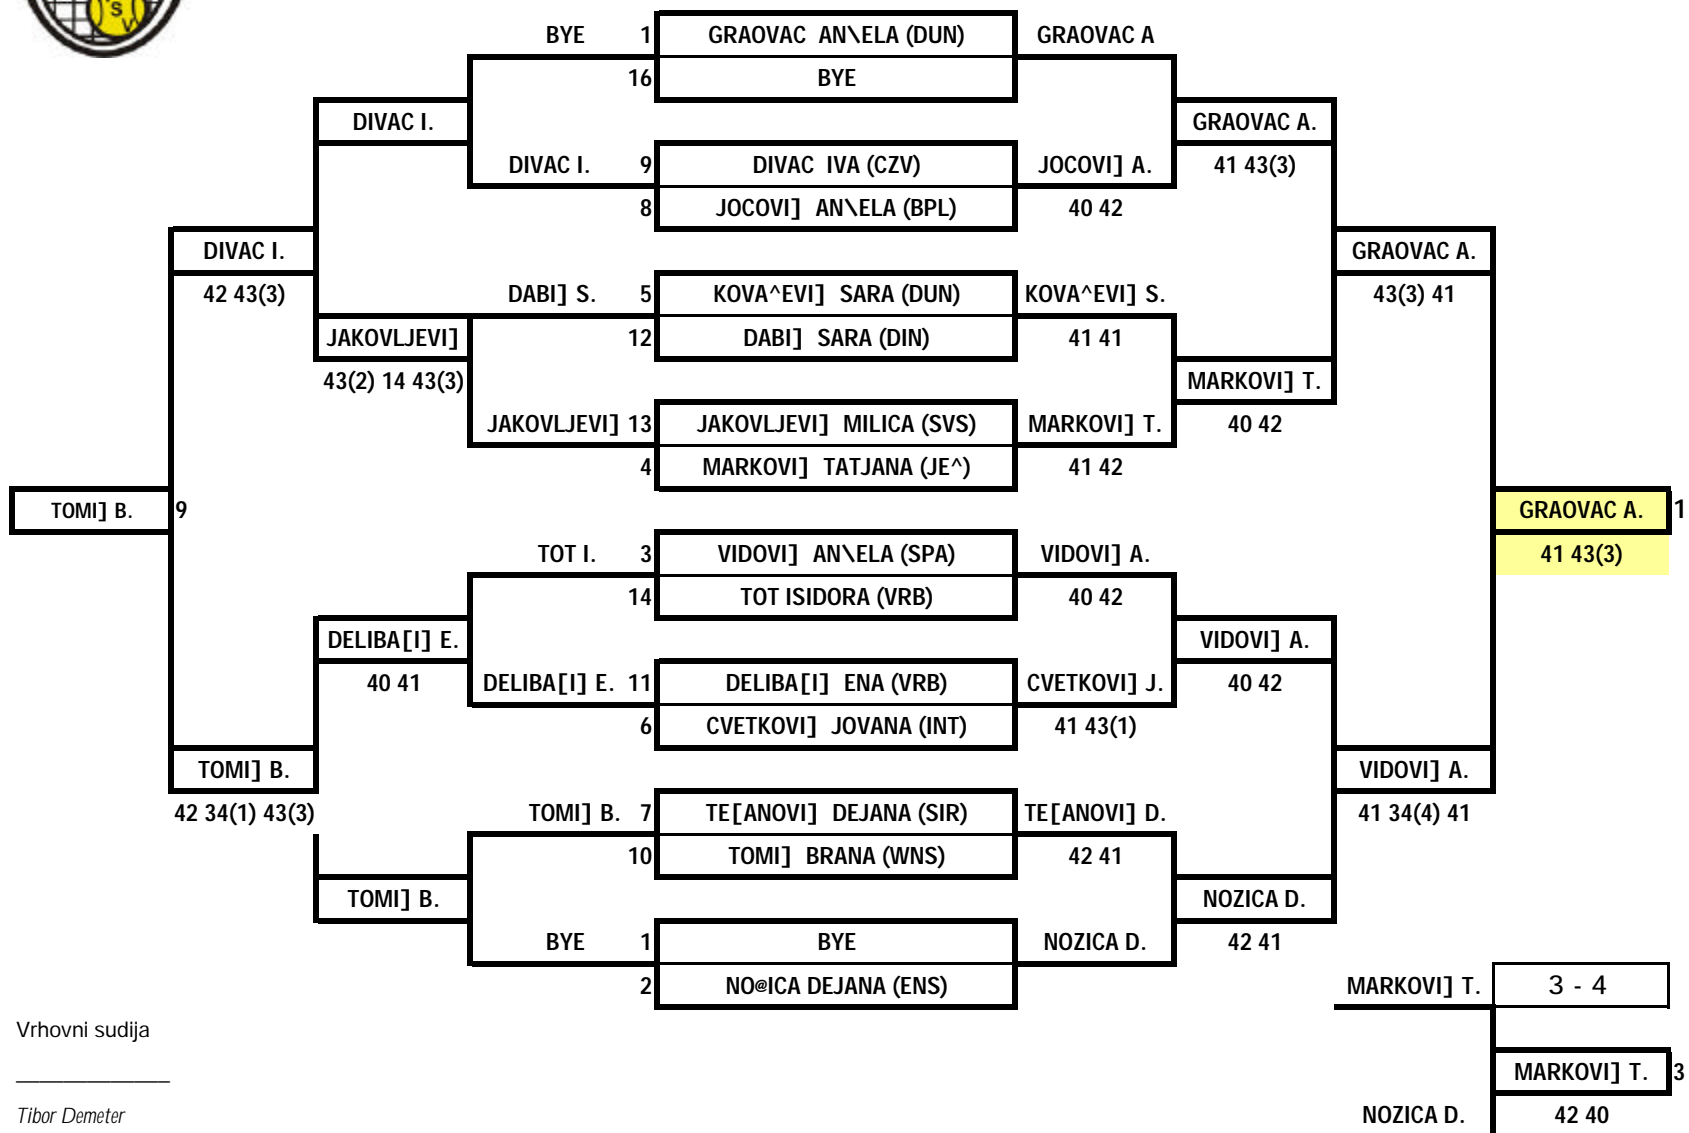 'S
V
BYE 1 GRAOVAC AN\ELA (DUN) GRAOVAC A
16 BYE
DIVAC I. GRAOVAC A.
DIVAC I. 9 DIVAC IVA (CZV) JOCOVI] A. 41 43(3)
8 JOCOVI] AN\ELA (BPL) 40 42
DIVAC I. GRAOVAC A.
42 43(3) DABI] S. 5 KOVA^EVI] SARA (DUN) KOVA^EVI] S. 43(3) 41
JAKOVLJEVI] 12 DABI] SARA (DIN) 41 41
43(2) 14 43(3) MARKOVI] T.
JAKOVLJEVI] 13 JAKOVLJEVI] MILICA (SVS) MARKOVI] T. 40 42
4 MARKOVI] TATJANA (JE^) 41 42
TOMI] B. 9 GRAOVAC A. 1
TOT I. 3 VIDOVI] AN\ELA (SPA) VIDOVI] A. 41 43(3)
14 TOT ISIDORA (VRB) 40 42
DELIBA[I] E. VIDOVI] A.
40 41 DELIBA[I] E. 11 DELIBA[I] ENA (VRB) CVETKOVI] J. 40 42
6 CVETKOVI] JOVANA (INT) 41 43(1)
TOMI] B. VIDOVI] A.
42 34(1) 43(3) TOMI] B. 7 TE[ANOVI] DEJANA (SIR) TE[ANOVI] D. 41 34(4) 41
10 TOMI] BRANA (WNS) 42 41
TOMI] B. NOZICA D.
BYE 1 BYE NOZICA D. 42 41
2 NO@ICA DEJANA (ENS) MARKOVI] T. 3 - 4
Vrhovni sudija
______________ MARKOVI] T. 3
Tibor Demeter NOZICA D. 42 40